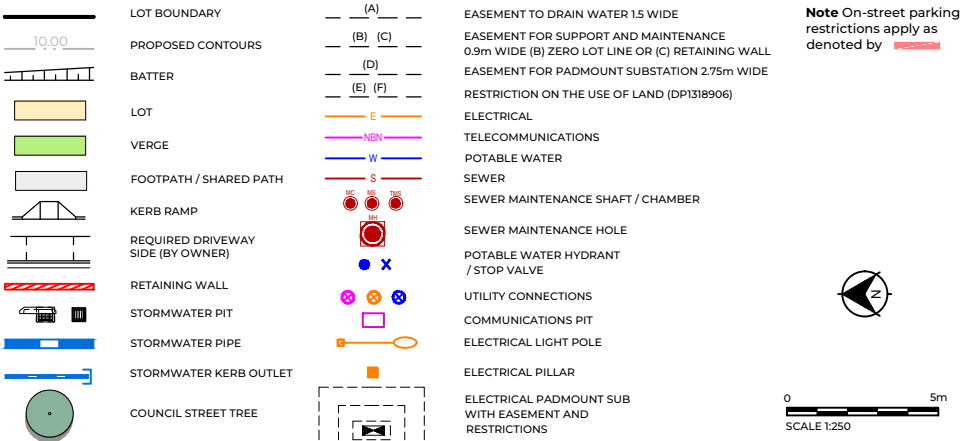 LOT BOUNDARY
10.00
PROPOSED CONTOURS
BATTER
LOT
VERGE
FOOTPATH / SHARED PATH
KERB RAMP
REQUIRED DRIVEWAY
SIDE (BY OWNER)
RETAINING WALL
STORMWATER PIT
STORMWATER PIPE
STORMWATER KERB OUTLET
COUNCIL STREET TREE
(A)
EASEMENT TO DRAIN WATER 1.5 WIDE
(B) (C)
EASEMENT FOR SUPPORT AND MAINTENANCE
0.9m WIDE (B) ZERO LOT LINE OR (C) RETAINING WALL
(D)
EASEMENT FOR PADMOUNT SUBSTATION 2.75m WIDE
(E) (F)
RESTRICTION ON THE USE OF LAND (DP1318906)
E
ELECTRICAL
NBN
TELECOMMUNICATIONS
W
POTABLE WATER
S
SEWER
MC MS TMS
SEWER MAINTENANCE SHAFT / CHAMBER
MH
SEWER MAINTENANCE HOLE
POTABLE WATER HYDRANT
/ STOP VALVE
UTILITY CONNECTIONS
COMMUNICATIONS PIT
ELECTRICAL LIGHT POLE
ELECTRICAL PILLAR
ELECTRICAL PADMOUNT SUB
WITH EASEMENT AND
RESTRICTIONS
Note On-street parking
restrictions apply as
denoted by
N
0 5m
SCALE 1:250